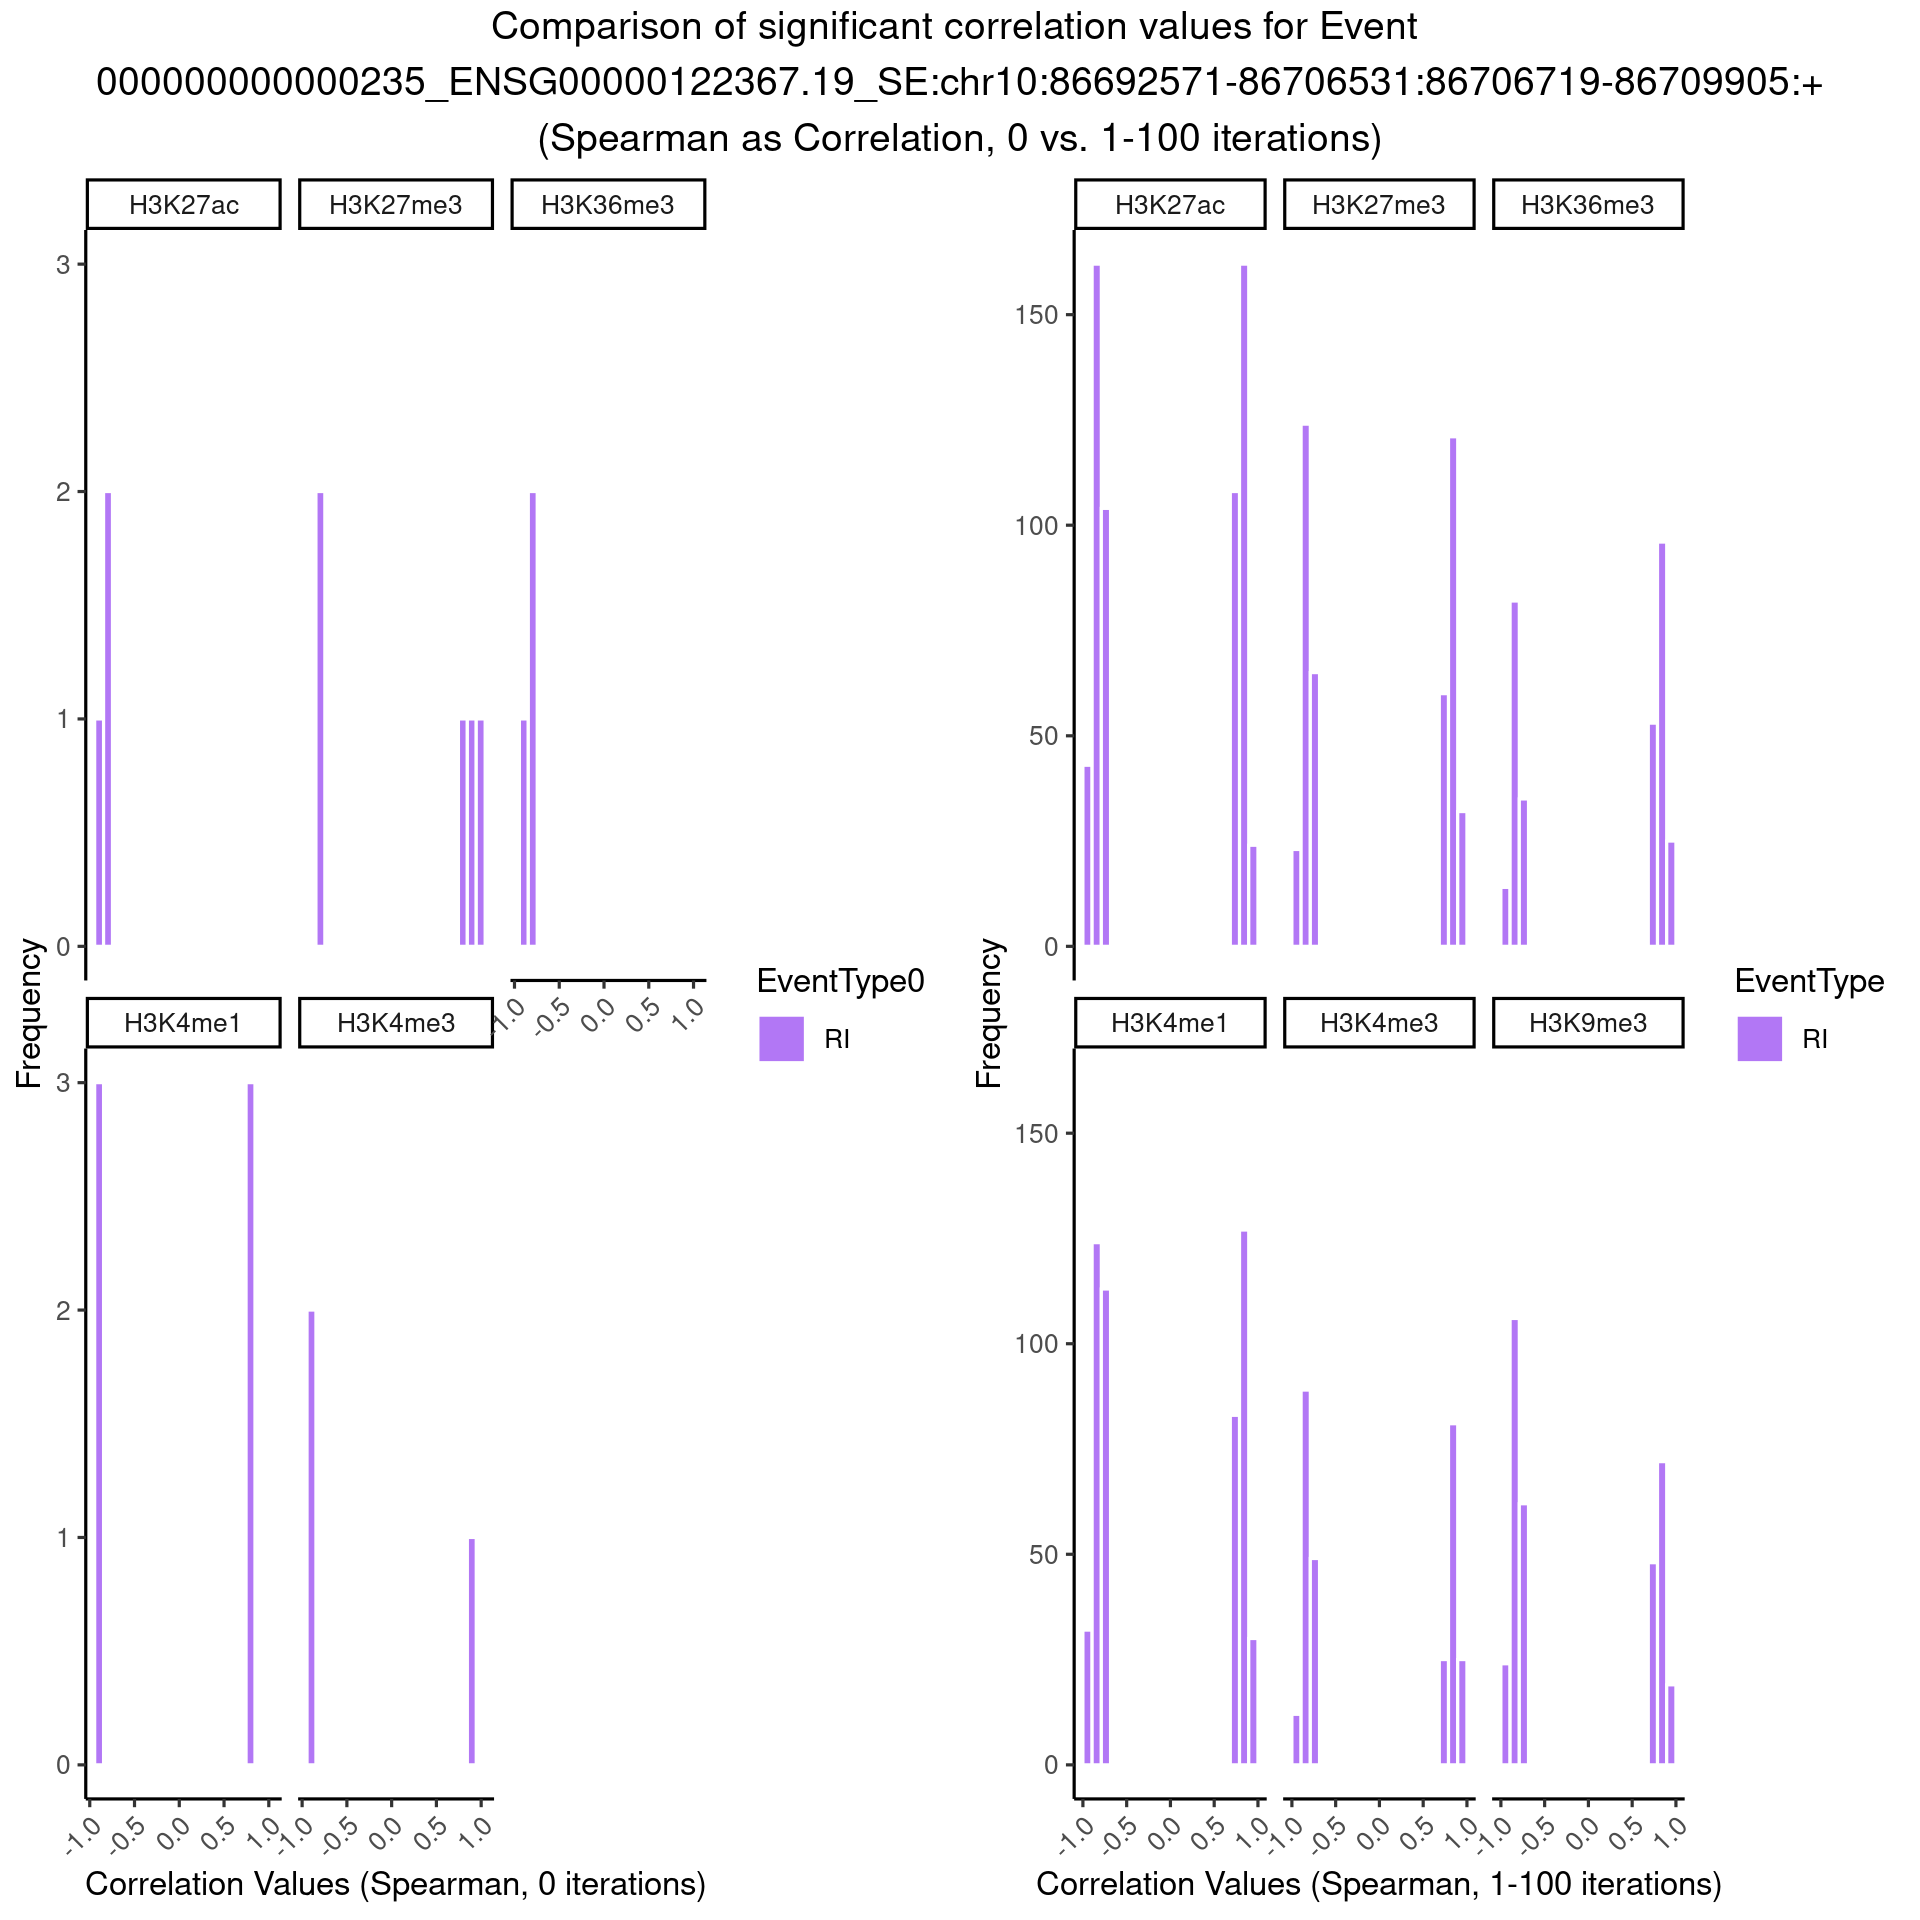 Comparison of significant correlation values for Event
000000000000235_ENSG00000122367.19_SE:chr10:86692571-86706531:86706719-86709905:+
(Spearman as Correlation, 0 vs. 1-100 iterations)
H3K27ac H3K27me3 H3K36me3
3
2
1
0
-1.0 -0.5 0.0 0.5 1.0
H3K4me1 H3K4me3
3
2
1
0
-1.0 -0.5 0.0 0.5 1.0 -1.0 -0.5 0.0 0.5 1.0
Frequency
Correlation Values (Spearman, 0 iterations)
EventType0
RI
H3K27ac H3K27me3 H3K36me3
150
100
50
0
H3K4me1 H3K4me3 H3K9me3
150
100
50
0
-1.0 -0.5 0.0 0.5 1.0 -1.0 -0.5 0.0 0.5 1.0 -1.0 -0.5 0.0 0.5 1.0
Frequency
Correlation Values (Spearman, 1-100 iterations)
EventType
RI